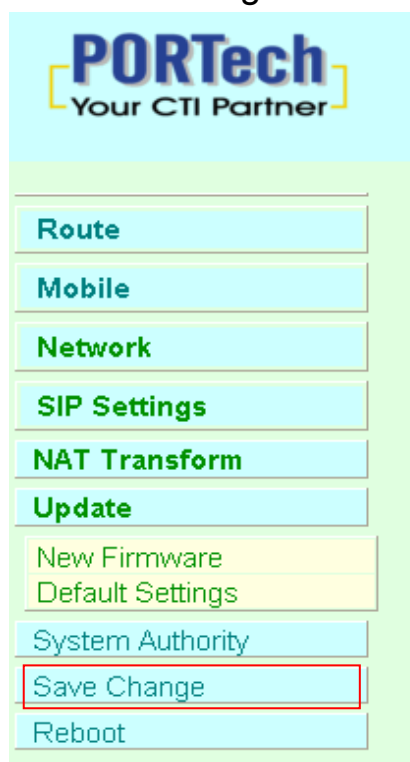 PORTech
Your CTI Partner
Route
Mobile
Network
SIP Settings
NAT Transform
Update
New Firmware
Default Settings
System Authority
Save Change
Reboot